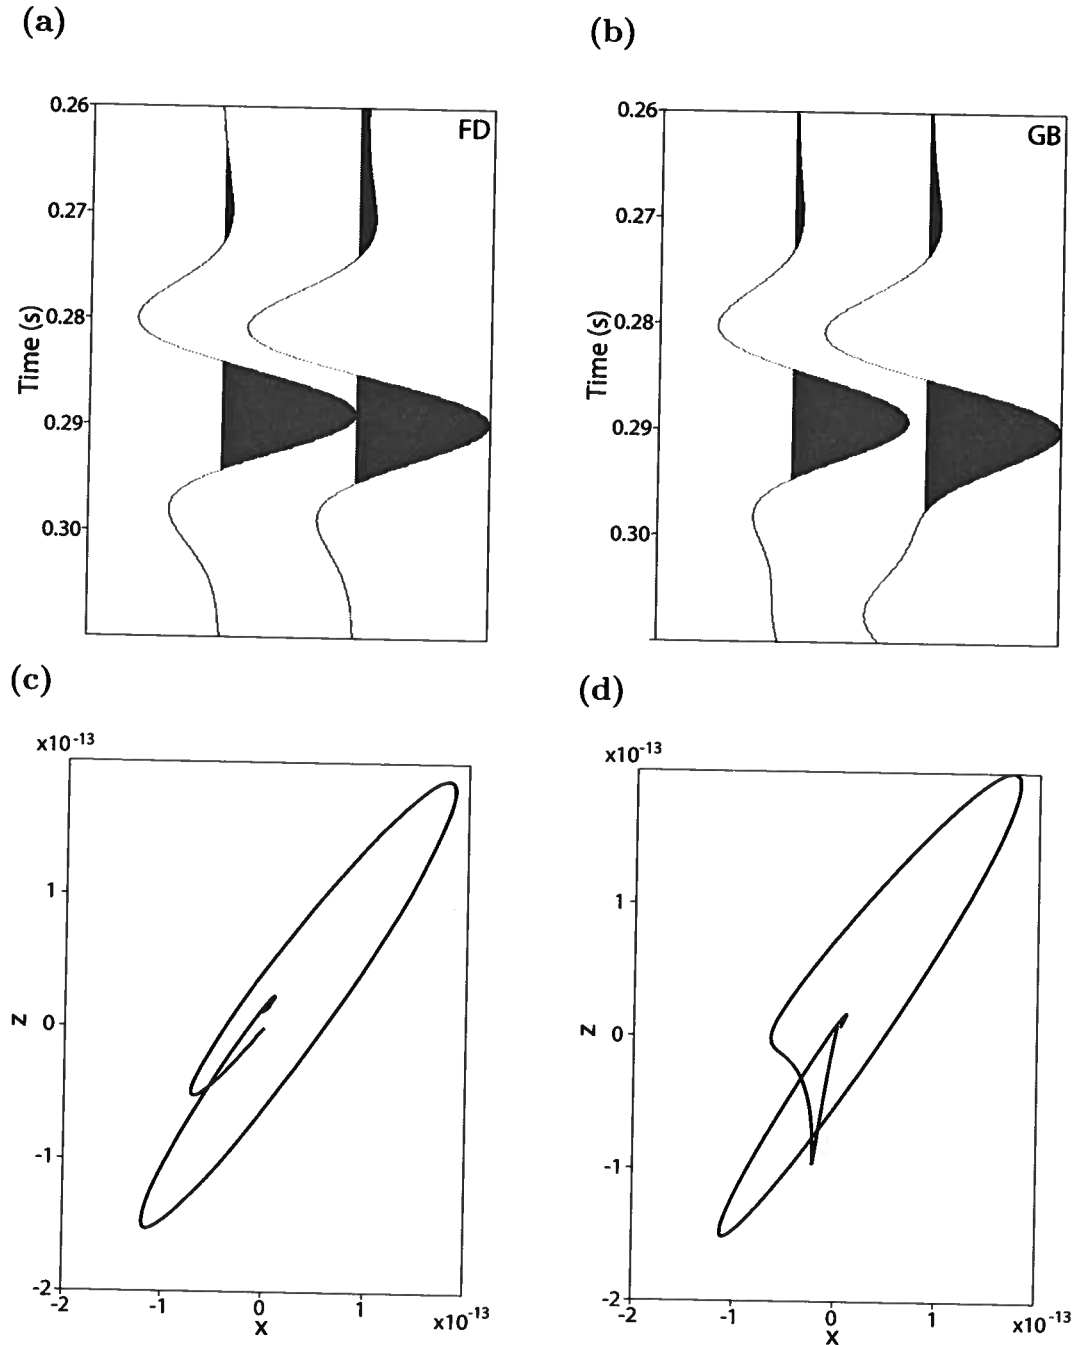 (a)
FD
0.26
0.27
0.28
0.29
0.30
Time (s)
(b)
GB
0.26
0.27
0.28
0.29
0.30
Time (s)
(c)
x10⁻¹³
1
0
-1
-2
Z
-2 -1 0 1 x10⁻¹³
X
(d)
x10⁻¹³
1
0
-1
-2
Z
-2 -1 0 1 x10⁻¹³
X